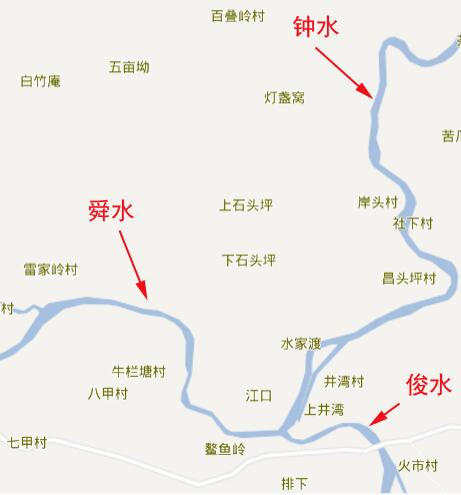 百叠岭村
钟水
五亩坳
白竹庵
灯盏窝
岸头村
上石头坪
舜水
社下村
下石头坪
雷家岭村
昌头坪村
村
水家渡
牛栏塘村
井湾村
俊水
八甲村
江口
上井湾
七甲村
鳌鱼岭
火市村
排下